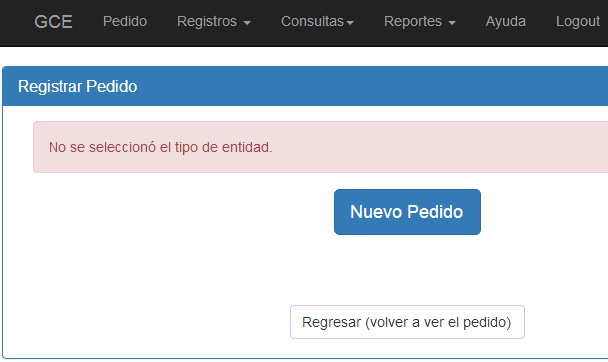 GCE Pedido Registros Consultas Reportes Ayuda Logout
Registrar Pedido
No se seleccionó el tipo de entidad.
Nuevo Pedido
Regresar (volver a ver el pedido)